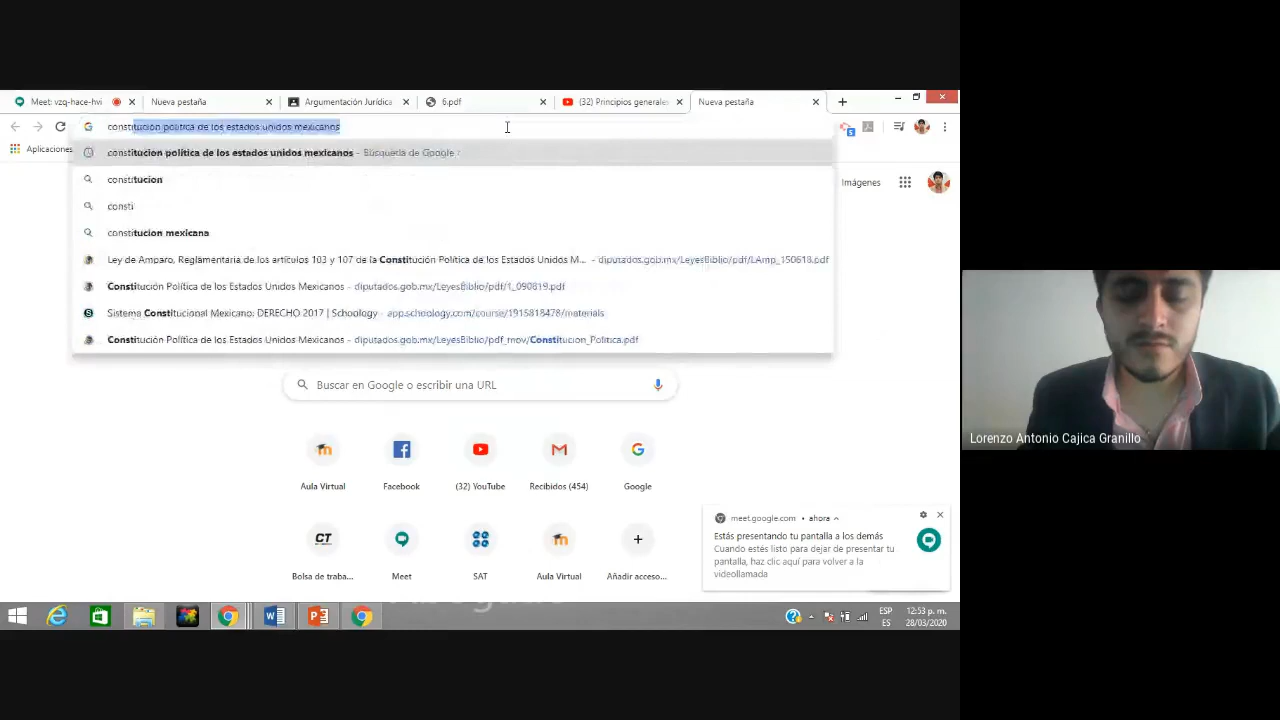 Meet: vzq-hace-hvi
Nueva pestaña
Argumentación Jurídica
6.pdf
(32) Principios generales
Nueva pestaña
constitucion politica de los estados unidos mexicanos
Aplicaciones
constitucion politica de los estados unidos mexicanos - Búsqueda de Google
constitucion
consti
constitucion mexicana
Ley de Amparo, Reglamentaria de los artículos 103 y 107 de la Constitución Política de los Estados Unidos M... - diputados.gob.mx/LeyesBiblio/pdf/LAmp_150618.pdf
Constitución Política de los Estados Unidos Mexicanos - diputados.gob.mx/LeyesBiblio/pdf/1_090819.pdf
Sistema Constitucional Mexicano: DERECHO 2017 | Schoology - app.schoology.com/course/1915818478/materials
Constitución Política de los Estados Unidos Mexicanos - diputados.gob.mx/LeyesBiblio/pdf_mov/Constitucion_Politica.pdf
5
Imágenes
Buscar en Google o escribir una URL
Aula Virtual
Facebook
(32) YouTube
Recibidos (454)
Google
CT
Bolsa de traba...
Meet
SAT
Aula Virtual
Añadir acceso...
meet.google.com • ahora
Estás presentando tu pantalla a los demás
Cuando estés listo para dejar de presentar tu
pantalla, haz clic aquí para volver a la
videollamada
ESP
ES
12:53 p. m.
28/03/2020
Lorenzo Antonio Cajica Granillo